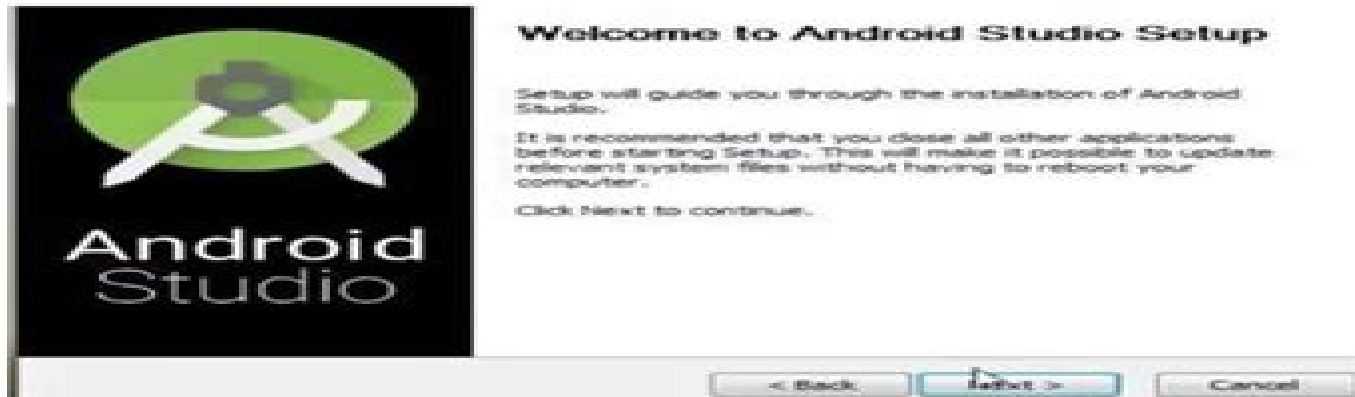 Welcome to Android Studio Setup
Setup will guide you through the installation of Android
Studio.
It is recommended that you close all other applications
before starting Setup. This will make it possible to update
relevant system files without having to reboot your
computer.
Click Next to continue.
Android
Studio
< Back
Next >
Cancel